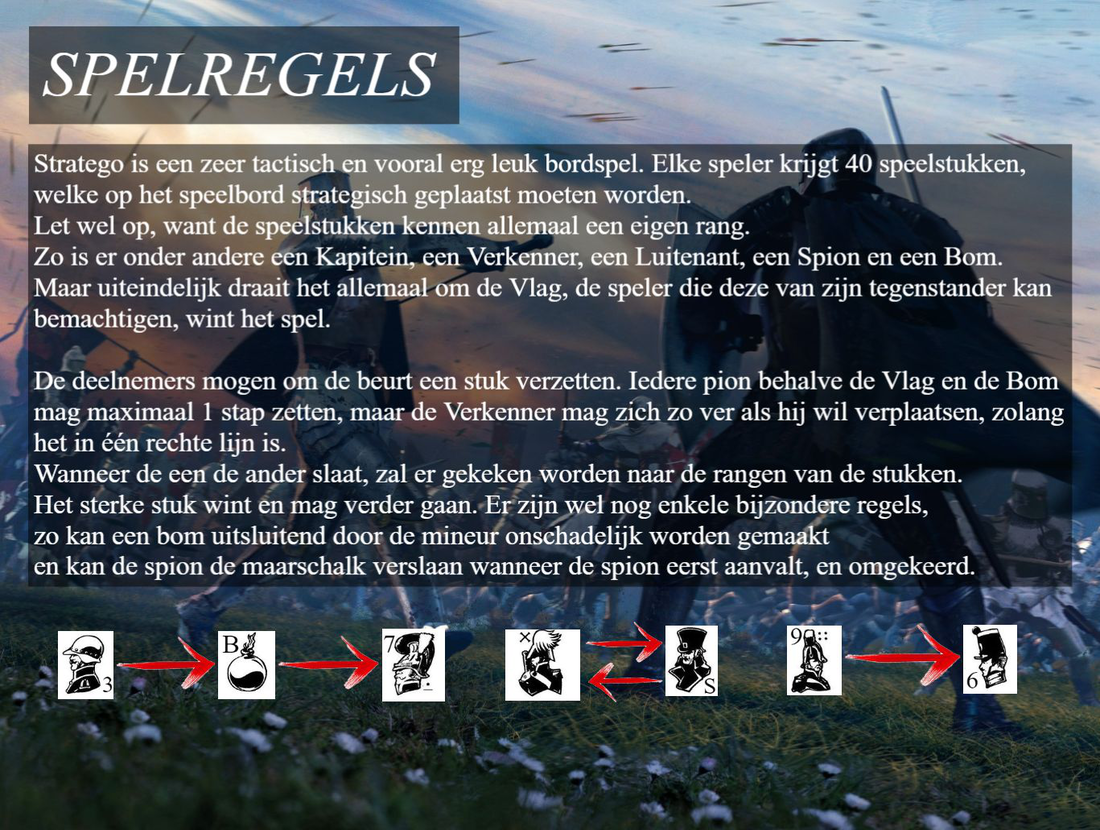 SPELREGELS
Stratego is een zeer tactisch en vooral erg leuk bordspel. Elke speler krijgt 40 speelstukken,
welke op het speelbord strategisch geplaatst moeten worden.
Let wel op, want de speelstukken kennen allemaal een eigen rang.
Zo is er onder andere een Kapitein, een Verkenner, een Luitenant, een Spion en een Bom.
Maar uiteindelijk draait het allemaal om de Vlag, de speler die deze van zijn tegenstander kan
bemachtigen, wint het spel.
De deelnemers mogen om de beurt een stuk verzetten. Iedere pion behalve de Vlag en de Bom
mag maximaal 1 stap zetten, maar de Verkenner mag zich zo ver als hij wil verplaatsen, zolang
het in één rechte lijn is.
Wanneer de een de ander slaat, zal er gekeken worden naar de rangen van de stukken.
Het sterke stuk wint en mag verder gaan. Er zijn wel nog enkele bijzondere regels,
zo kan een bom uitsluitend door de mineur onschadelijk worden gemaakt
en kan de spion de maarschalk verslaan wanneer de spion eerst aanvalt, en omgekeerd.
3 B 7 × S 9 6